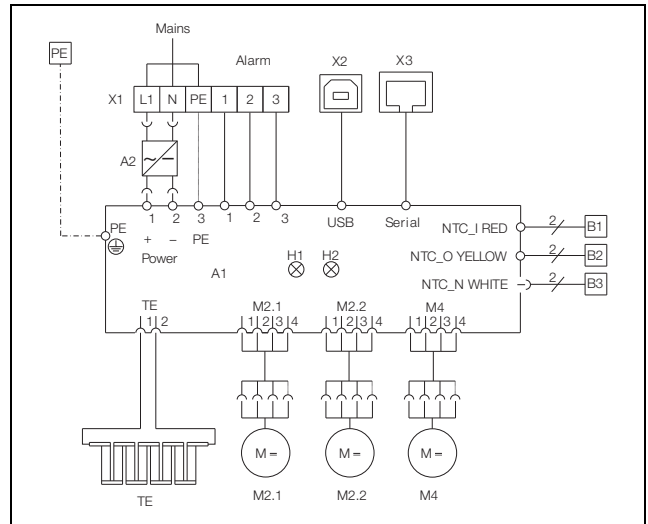 Mains
PE
Alarm
X2
X3
X1 L1 N PE 1 2 3
A2
PE 1 2 3 1 2 3 USB Serial
+ – PE
Power
NTC_I RED 2 B1
NTC_O YELLOW 2 B2
NTC_N WHITE 2 B3
H1 H2
A1
TE M2.1 M2.2 M4
1 2 1 2 3 4 1 2 3 4 1 2 3 4
M = M = M =
TE M2.1 M2.2 M4